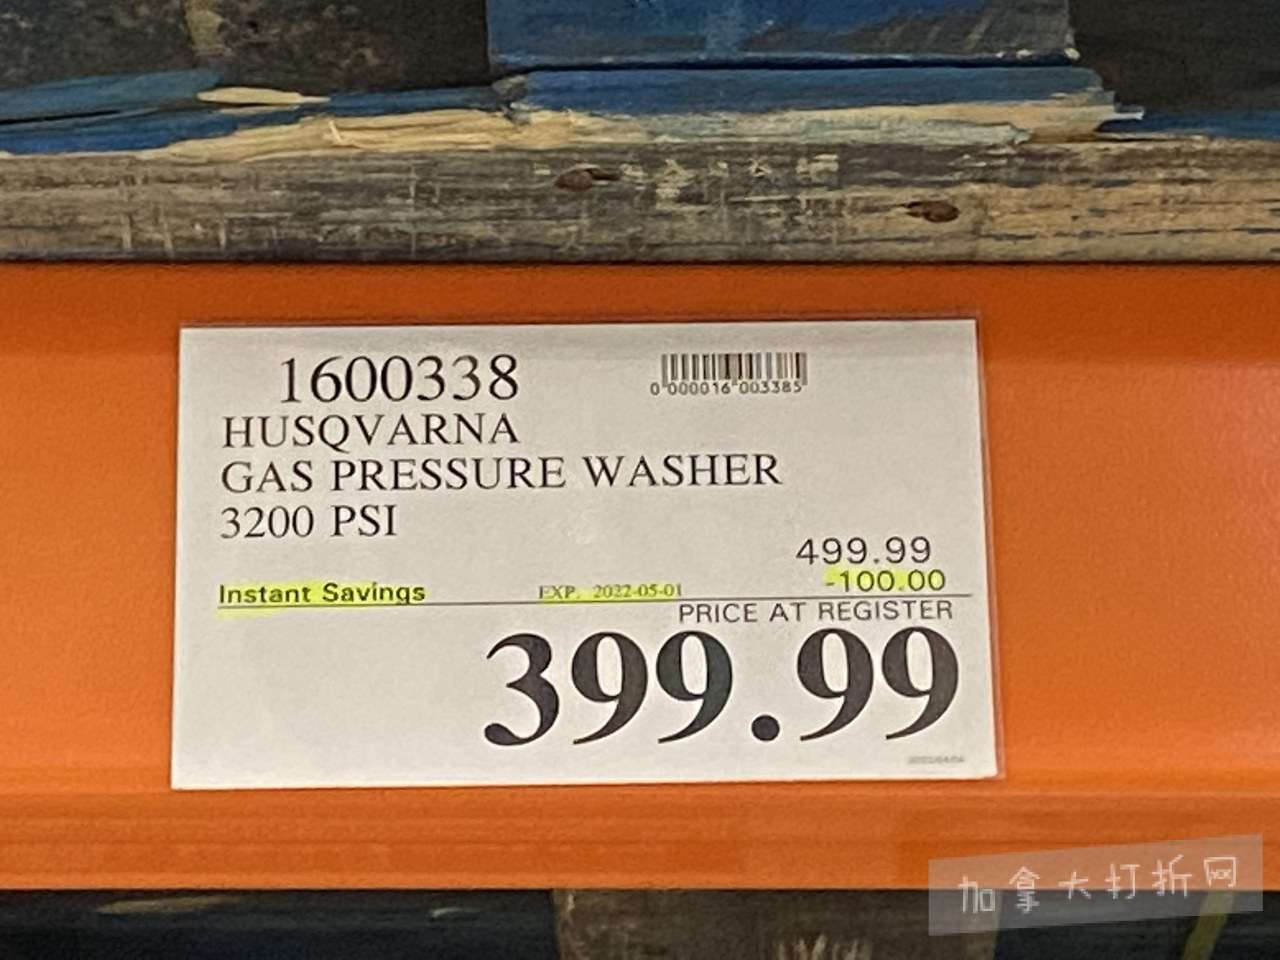 1600338
0 000016 003385
HUSQVARNA
GAS PRESSURE WASHER
3200 PSI
499.99
Instant Savings EXP. 2022-05-01 -100.00
PRICE AT REGISTER
399.99
加拿大打折网